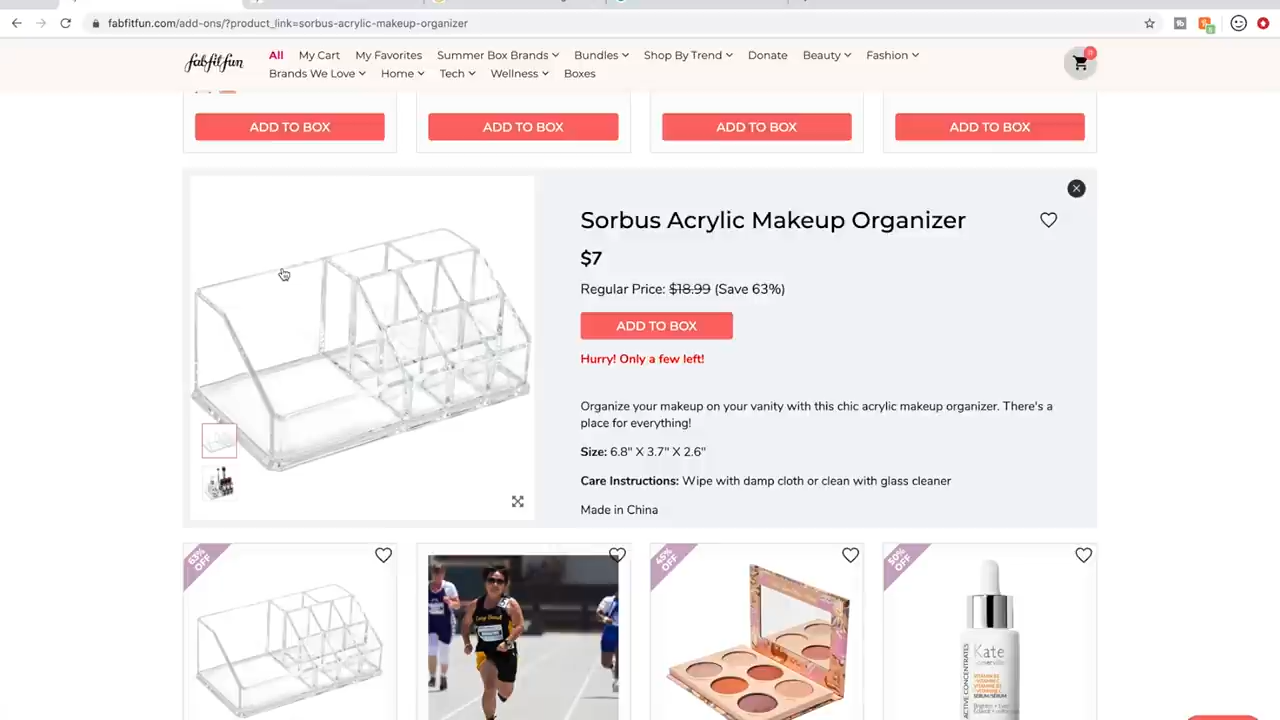 fabfitfun.com/add-ons/?product_link=sorbus-acrylic-makeup-organizer
fabfitfun
All My Cart My Favorites Summer Box Brands Bundles Shop By Trend Donate Beauty Fashion
Brands We Love Home Tech Wellness Boxes
ADD TO BOX ADD TO BOX ADD TO BOX ADD TO BOX
Sorbus Acrylic Makeup Organizer
$7
Regular Price: $18.99 (Save 63%)
ADD TO BOX
Hurry! Only a few left!
Organize your makeup on your vanity with this chic acrylic makeup organizer. There's a
place for everything!
Size: 6.8" X 3.7" X 2.6"
Care Instructions: Wipe with damp cloth or clean with glass cleaner
Made in China
63% OFF
45% OFF
50% OFF
Kate